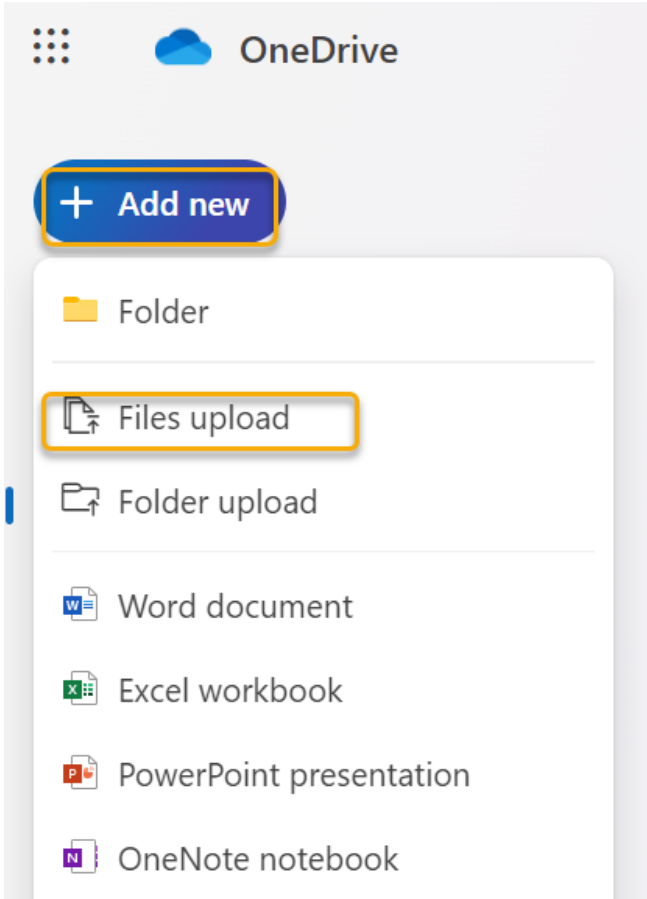 OneDrive
+ Add new
Folder
Files upload
Folder upload
Word document
Excel workbook
PowerPoint presentation
OneNote notebook